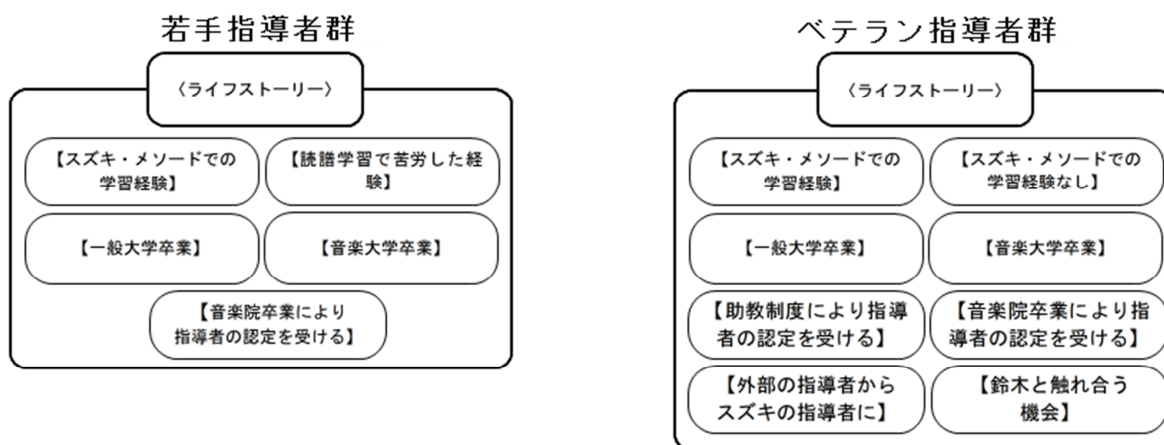 若手指導者群
〈ライフストーリー〉
【スズキ・メソードでの
学習経験】
【読譜学習で苦労した経
験】
【一般大学卒業】
【音楽大学卒業】
【音楽院卒業により
指導者の認定を受ける】
ベテラン指導者群
〈ライフストーリー〉
【スズキ・メソードでの
学習経験】
【スズキ・メソードでの
学習経験なし】
【一般大学卒業】
【音楽大学卒業】
【助教制度により指導
者の認定を受ける】
【音楽院卒業により指
導者の認定を受ける】
【外部の指導者から
スズキの指導者に】
【鈴木と触れ合う
機会】